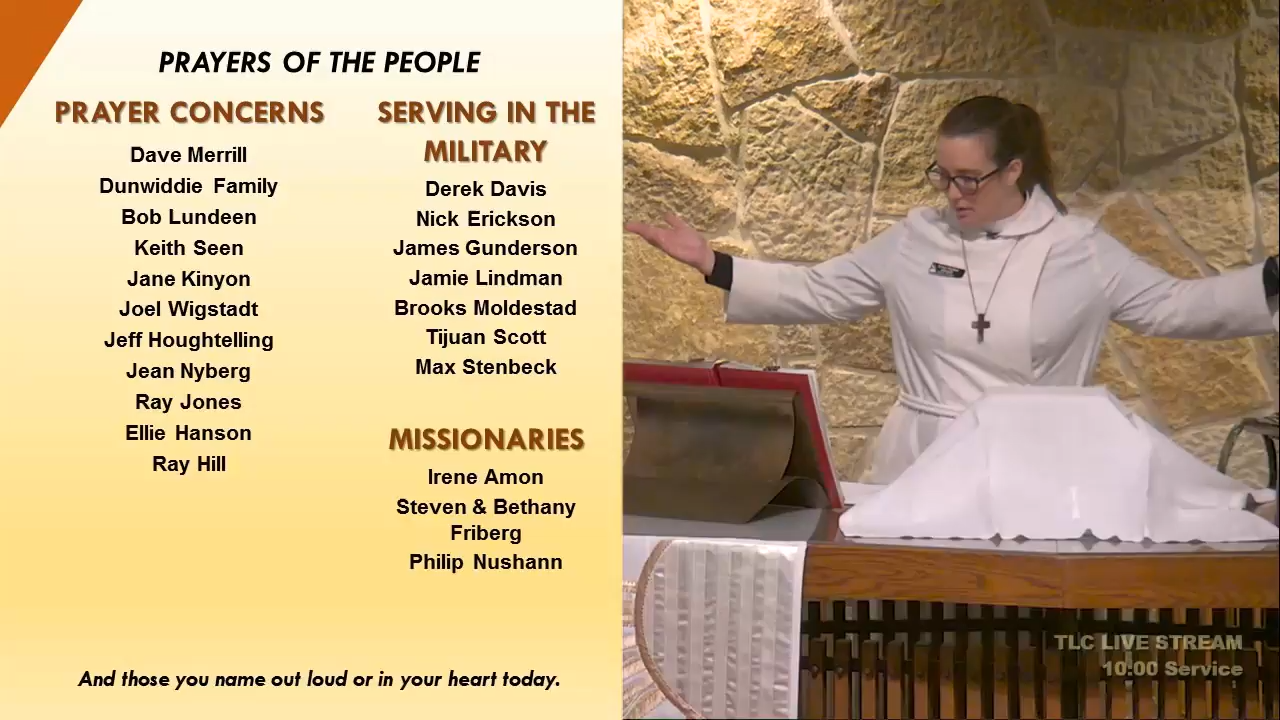 PRAYERS OF THE PEOPLE
PRAYER CONCERNS
Dave Merrill
Dunwiddie Family
Bob Lundeen
Keith Seen
Jane Kinyon
Joel Wigstadt
Jeff Houghtelling
Jean Nyberg
Ray Jones
Ellie Hanson
Ray Hill
SERVING IN THE
MILITARY
Derek Davis
Nick Erickson
James Gunderson
Jamie Lindman
Brooks Moldestad
Tijuan Scott
Max Stenbeck
MISSIONARIES
Irene Amon
Steven & Bethany
Friberg
Philip Nushann
And those you name out loud or in your heart today.
TLC LIVE STREAM
10:00 Service